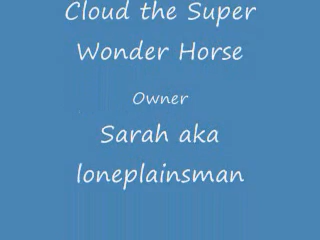 Cloud the Super
Wonder Horse
Owner
Sarah aka
loneplainsman